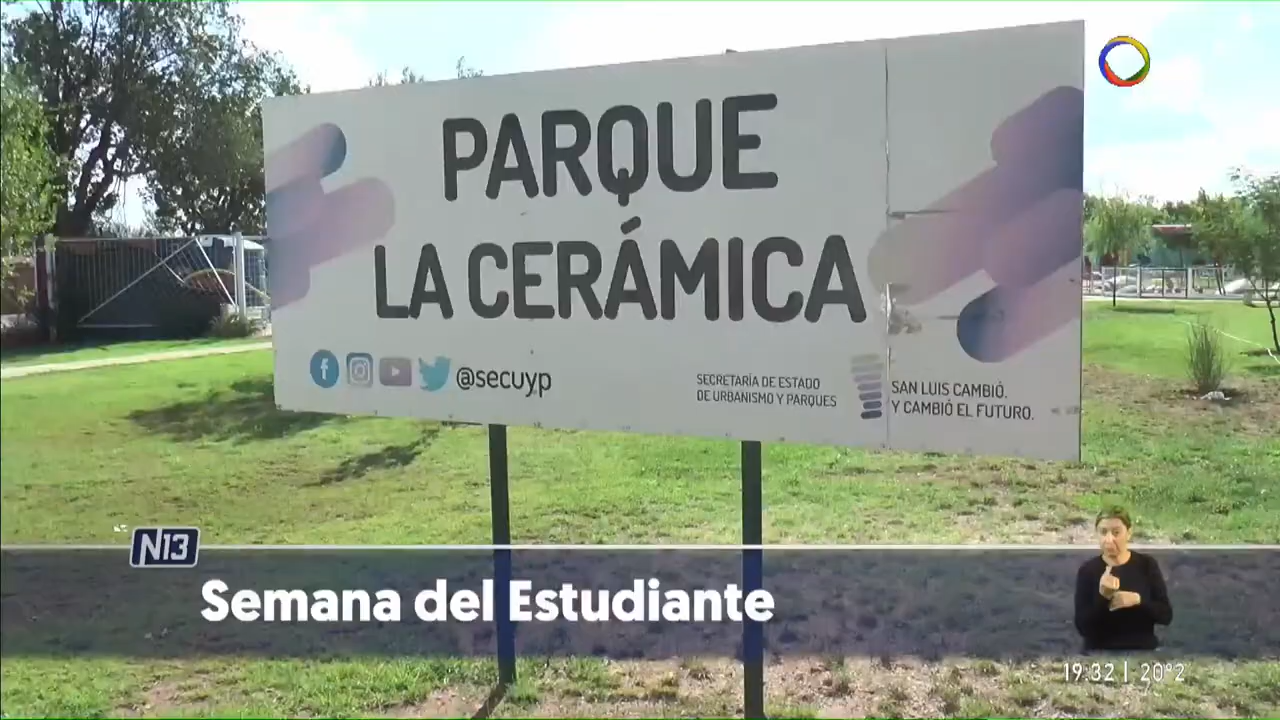 PARQUE
LA CERÁMICA
@secuyp
SECRETARÍA DE ESTADO
DE URBANISMO Y PARQUES
SAN LUIS CAMBIÓ.
Y CAMBIÓ EL FUTURO.
N13
Semana del Estudiante
19:32 | 20°2